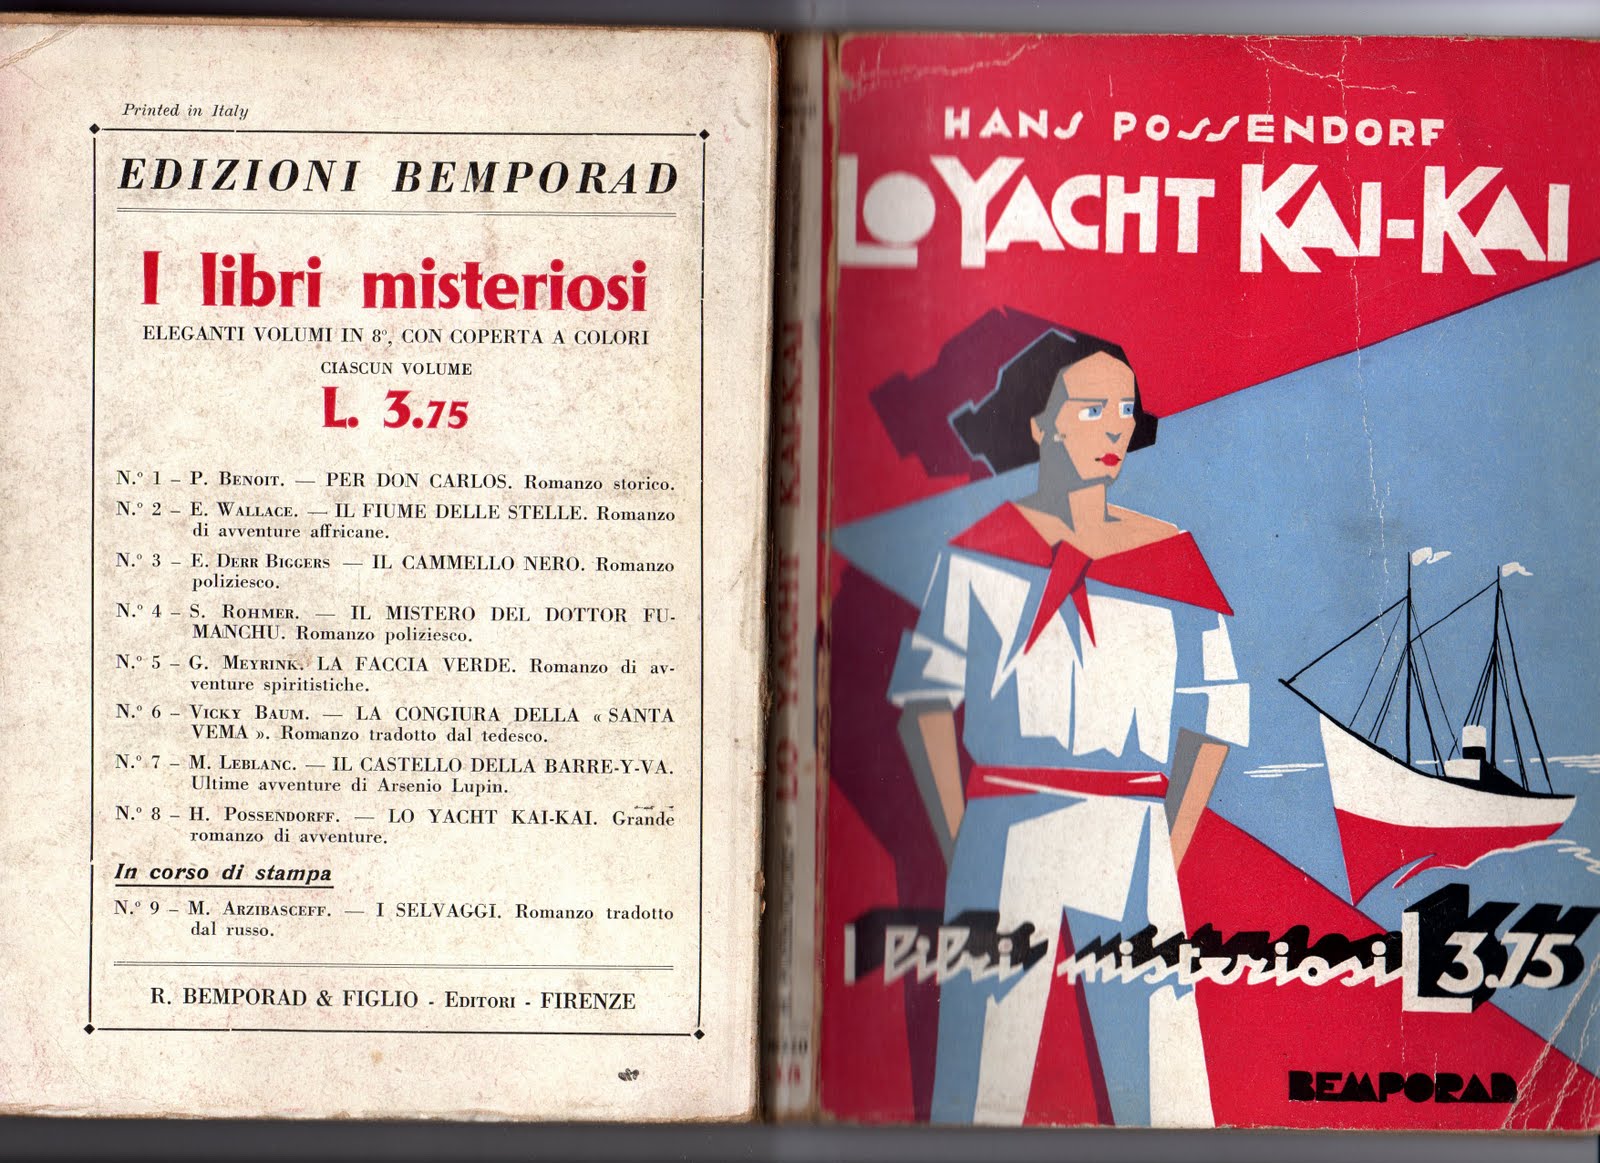 Printed in Italy
EDIZIONI BEMPORAD
I libri misteriosi
ELEGANTI VOLUMI IN 8°, CON COPERTA A COLORI
CIASCUN VOLUME
L. 3.75
N.° 1 – P. BENOIT. — PER DON CARLOS. Romanzo storico.
N.° 2 – E. WALLACE. — IL FIUME DELLE STELLE. Romanzo
di avventure affricane.
N.° 3 – E. DERR BIGGERS — IL CAMMELLO NERO. Romanzo
poliziesco.
N.° 4 – S. ROHMER. — IL MISTERO DEL DOTTOR FU-
MANCHU. Romanzo poliziesco.
N.° 5 – G. MEYRINK. LA FACCIA VERDE. Romanzo di av-
venture spiritistiche.
N.° 6 – VICKY BAUM. — LA CONGIURA DELLA « SANTA
VEMA ». Romanzo tradotto dal tedesco.
N.° 7 – M. LEBLANC. — IL CASTELLO DELLA BARRE-Y-VA.
Ultime avventure di Arsenio Lupin.
N.° 8 – H. POSSENDORFF. — LO YACHT KAI-KAI. Grande
romanzo di avventure.
In corso di stampa
N.° 9 – M. ARZIBASCEFF. — I SELVAGGI. Romanzo tradotto
dal russo.
R. BEMPORAD & FIGLIO - EDITORI - FIRENZE
LO YACHT KAI-KAI
HANS POSSENDORF
LO YACHT KAI-KAI
I libri misteriosi L 3.75
BEMPORAD